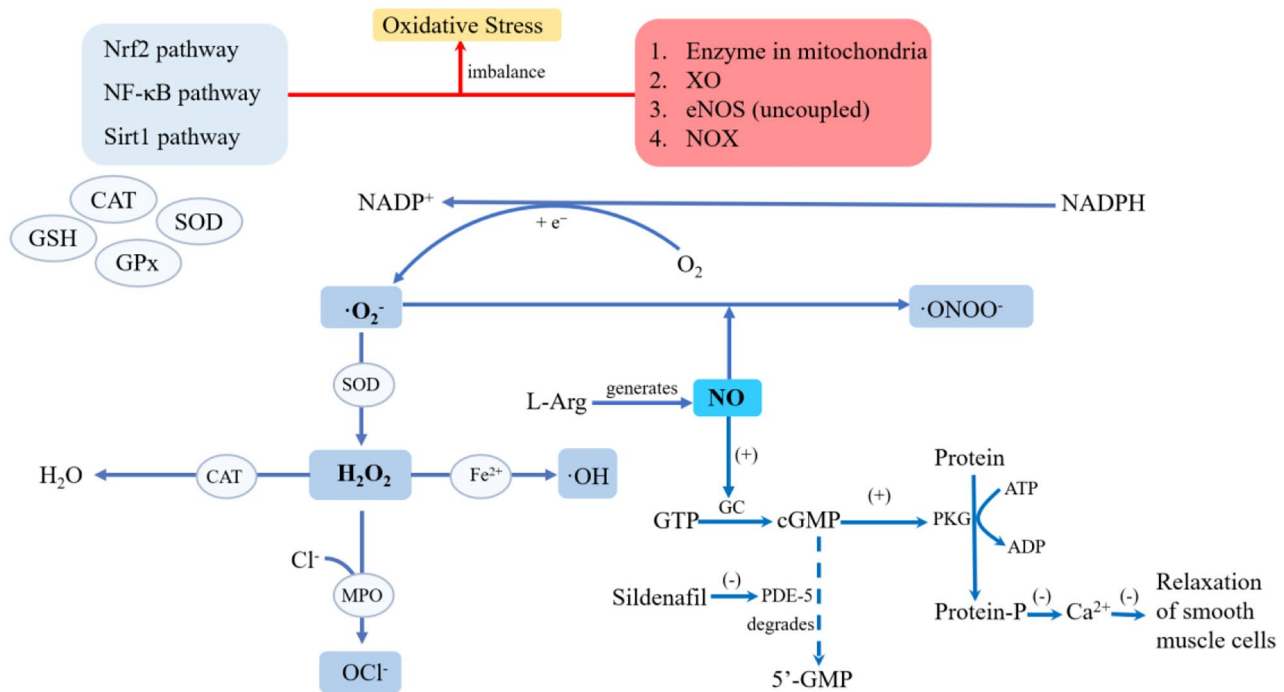 Oxidative Stress
imbalance
Nrf2 pathway
NF-κB pathway
Sirt1 pathway
1. Enzyme in mitochondria
2. XO
3. eNOS (uncoupled)
4. NOX
CAT
SOD
GSH
GPx
NADP⁺
NADPH
+ e⁻
O₂
·O₂⁻
·ONOO⁻
SOD
L-Arg
generates
NO
H₂O
CAT
H₂O₂
Fe²⁺
·OH
(+)
GTP
GC
cGMP
(+)
Protein
PKG
ATP
ADP
Cl⁻
MPO
OCl⁻
Sildenafil
(-)
PDE-5
degrades
5’-GMP
Protein-P
(-)
Ca²⁺
(-)
Relaxation
of smooth
muscle cells